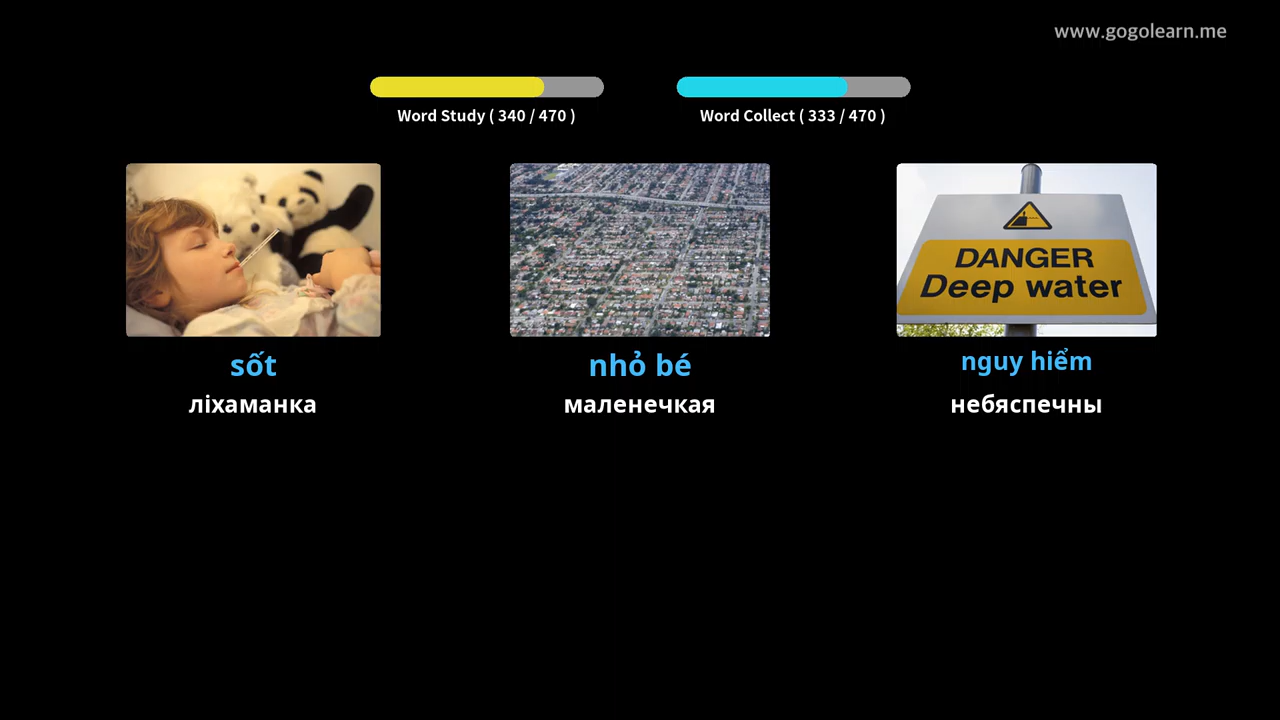 www.gogolearn.me
Word Study ( 340 / 470 )
Word Collect ( 333 / 470 )
DANGER
Deep water
sốt
nhỏ bé
nguy hiểm
ліхаманка
маленечкая
небяспечны